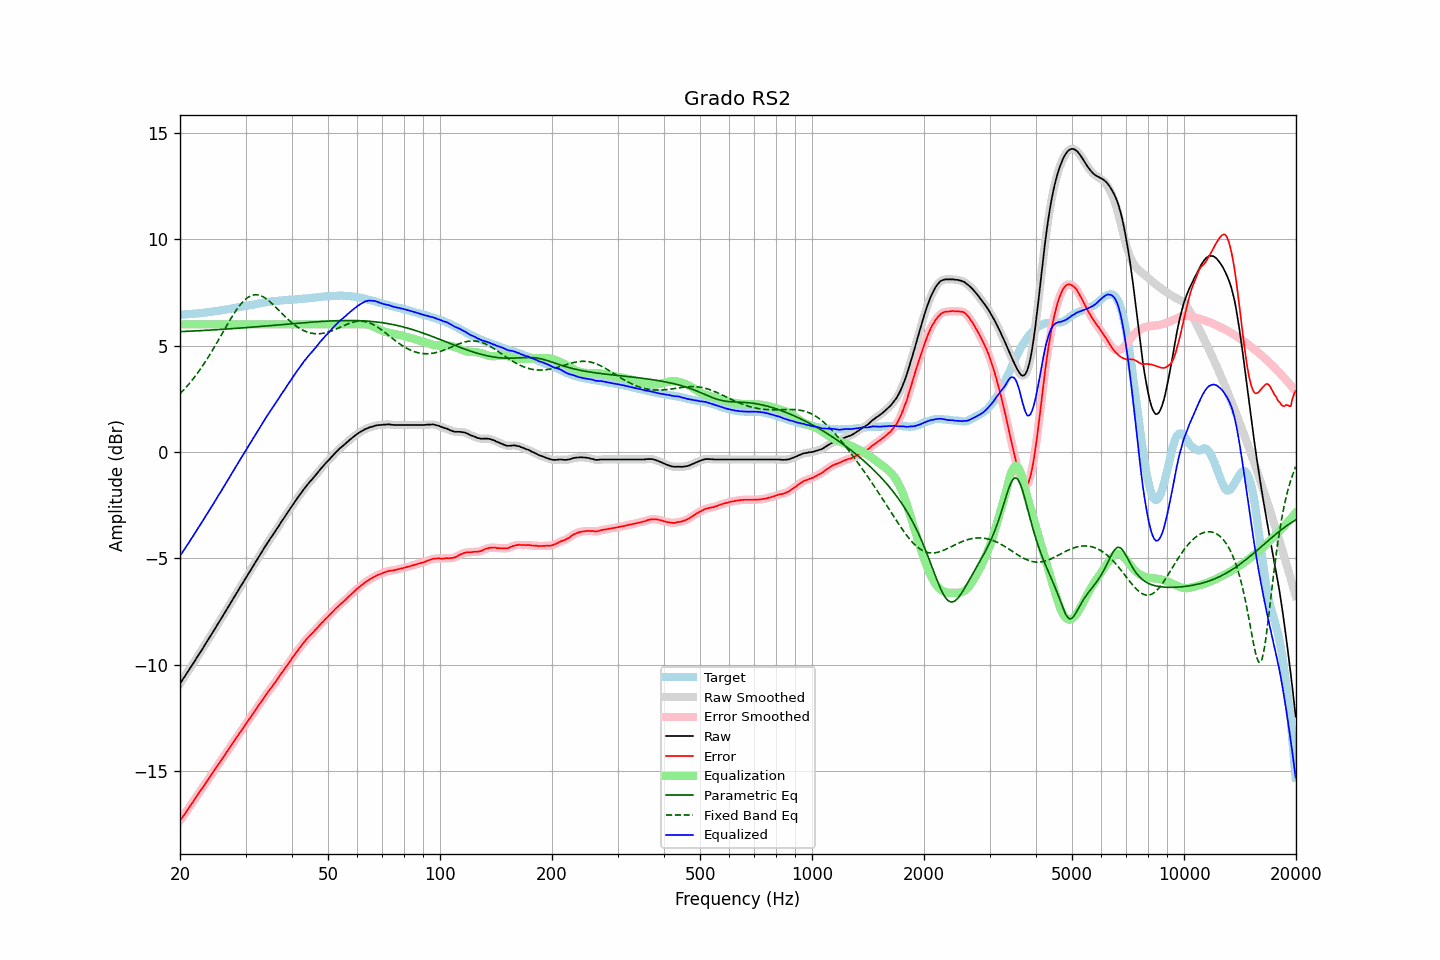 Grado RS2
Amplitude (dBr)
15
10
5
0
−5
−10
−15
Target
Raw Smoothed
Error Smoothed
Raw
Error
Equalization
Parametric Eq
Fixed Band Eq
Equalized
20 50 100 200 500 1000 2000 5000 10000 20000
Frequency (Hz)